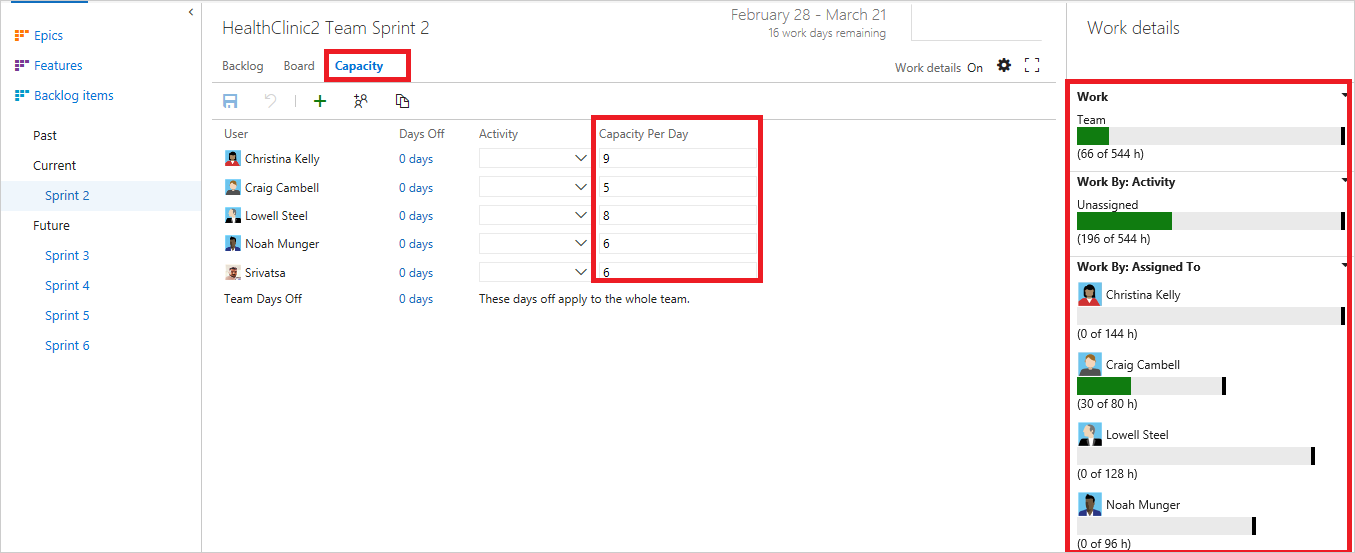 Epics
Features
Backlog items
Past
Current
Sprint 2
Future
Sprint 3
Sprint 4
Sprint 5
Sprint 6
HealthClinic2 Team Sprint 2
February 28 - March 21
16 work days remaining
Backlog Board Capacity
Work details On
User Days Off Activity Capacity Per Day
Christina Kelly 0 days 9
Craig Cambell 0 days 5
Lowell Steel 0 days 8
Noah Munger 0 days 6
Srivatsa 0 days 6
Team Days Off 0 days These days off apply to the whole team.
Work details
Work
Team
(66 of 544 h)
Work By: Activity
Unassigned
(196 of 544 h)
Work By: Assigned To
Christina Kelly
(0 of 144 h)
Craig Cambell
(30 of 80 h)
Lowell Steel
(0 of 128 h)
Noah Munger
(0 of 96 h)